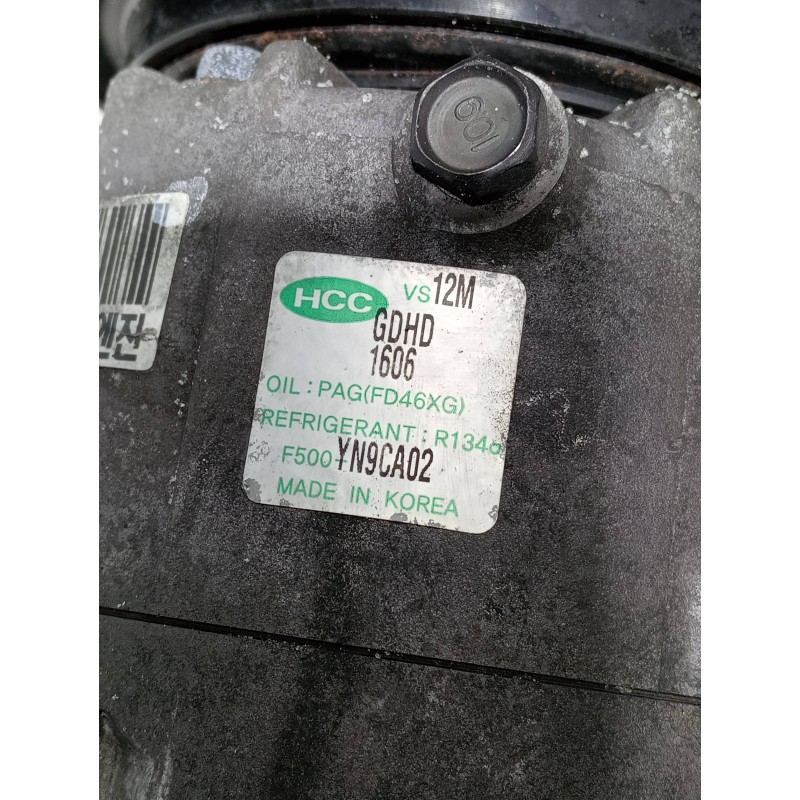 109
엔진
HCC VS12M
GDHD
1606
OIL : PAG(FD46XG)
REFRIGERANT : R134a
F500-YN9CA02
MADE IN KOREA